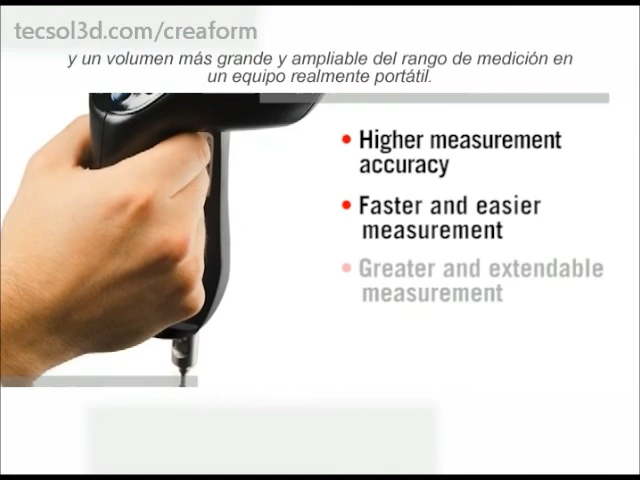 tecsol3d.com/creaform
y un volumen más grande y ampliable del rango de medición en
un equipo realmente portátil.
• Higher measurement
accuracy
• Faster and easier
measurement
• Greater and extendable
measurement